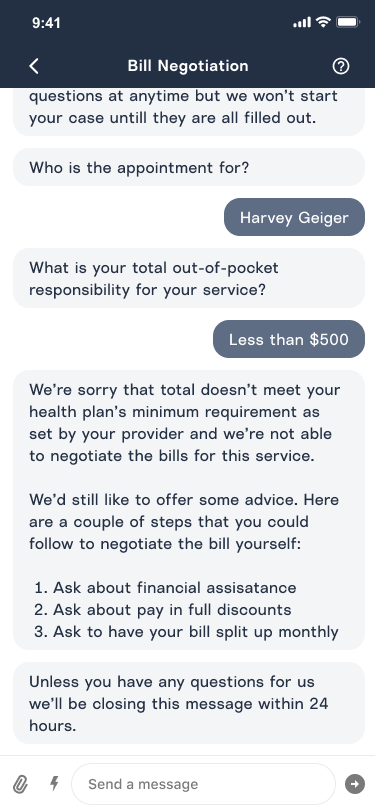 9:41
Bill Negotiation
questions at anytime but we won't start
your case untill they are all filled out.
Who is the appointment for?
Harvey Geiger
What is your total out-of-pocket
responsibility for your service?
Less than $500
We're sorry that total doesn't meet your
health plan's minimum requirement as
set by your provider and we're not able
to negotiate the bills for this service.
We'd still like to offer some advice. Here
are a couple of steps that you could
follow to negotiate the bill yourself:
1. Ask about financial assisatance
2. Ask about pay in full discounts
3. Ask to have your bill split up monthly
Unless you have any questions for us
we'll be closing this message within 24
hours.
Send a message